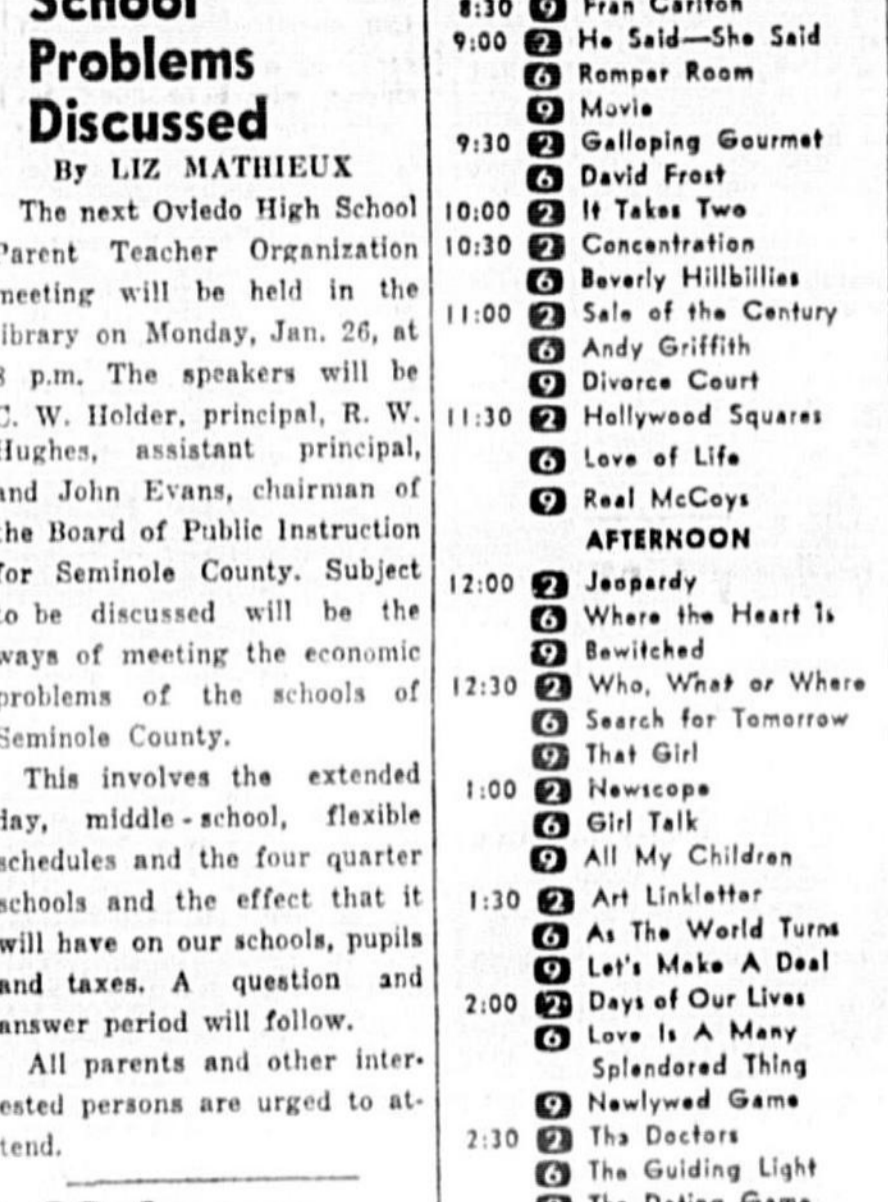 School
Problems
Discussed
By LIZ MATHIEUX
The next Oviedo High School
Parent Teacher Organization
meeting will be held in the
library on Monday, Jan. 26, at
8 p.m. The speakers will be
C. W. Holder, principal, R. W.
Hughes, assistant principal,
and John Evans, chairman of
the Board of Public Instruction
for Seminole County. Subject
to be discussed will be the
ways of meeting the economic
problems of the schools of
Seminole County.
This involves the extended
day, middle - school, flexible
schedules and the four quarter
schools and the effect that it
will have on our schools, pupils
and taxes. A question and
answer period will follow.
All parents and other inter-
ested persons are urged to at-
tend.
8:30 9 Fran Carlton
9:00 2 He Said—She Said
6 Romper Room
9 Movie
9:30 2 Galloping Gourmet
6 David Frost
10:00 2 It Takes Two
10:30 2 Concentration
6 Beverly Hillbillies
11:00 2 Sale of the Century
6 Andy Griffith
9 Divorce Court
11:30 2 Hollywood Squares
6 Love of Life
9 Real McCoys
AFTERNOON
12:00 2 Jeopardy
6 Where the Heart Is
9 Bewitched
12:30 2 Who, What or Where
6 Search for Tomorrow
9 That Girl
1:00 2 Newscope
6 Girl Talk
9 All My Children
1:30 2 Art Linkletter
6 As The World Turns
9 Let's Make A Deal
2:00 2 Days of Our Lives
6 Love Is A Many
Splendored Thing
9 Newlywed Game
2:30 2 The Doctors
6 The Guiding Light
9 The Dating Game